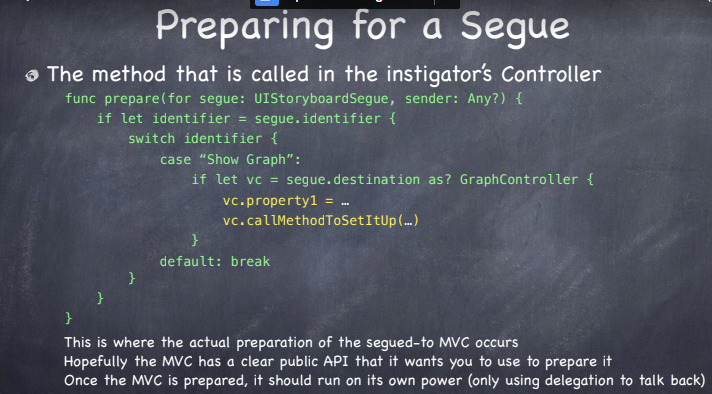 Preparing for a Segue
The method that is called in the instigator's Controller
func prepare(for segue: UIStoryboardSegue, sender: Any?) {
if let identifier = segue.identifier {
switch identifier {
case “Show Graph”:
if let vc = segue.destination as? GraphController {
vc.property1 = …
vc.callMethodToSetItUp(…)
}
default: break
}
}
}
This is where the actual preparation of the segued-to MVC occurs
Hopefully the MVC has a clear public API that it wants you to use to prepare it
Once the MVC is prepared, it should run on its own power (only using delegation to talk back)